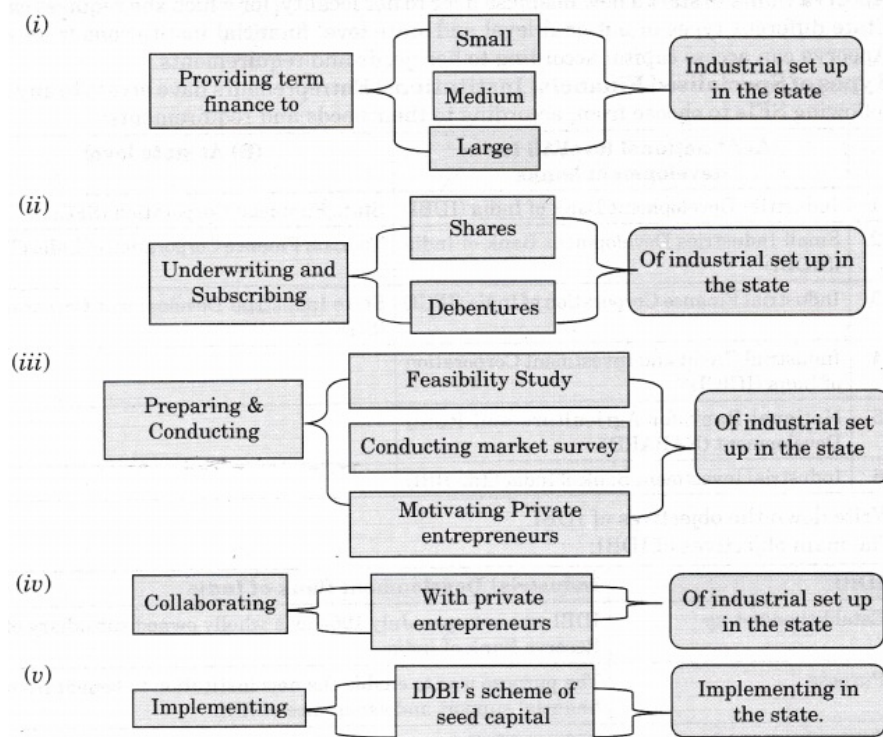 (i)
Providing term
finance to
Small
Medium
Large
Industrial set up
in the state
(ii)
Underwriting and
Subscribing
Shares
Debentures
Of industrial set up in
the state
(iii)
Preparing &
Conducting
Feasibility Study
Conducting market survey
Motivating Private
entrepreneurs
Of industrial set
up in the state
(iv)
Collaborating
With private
entrepreneurs
Of industrial set up
in the state
(v)
Implementing
IDBI's scheme of
seed capital
Implementing in
the state.